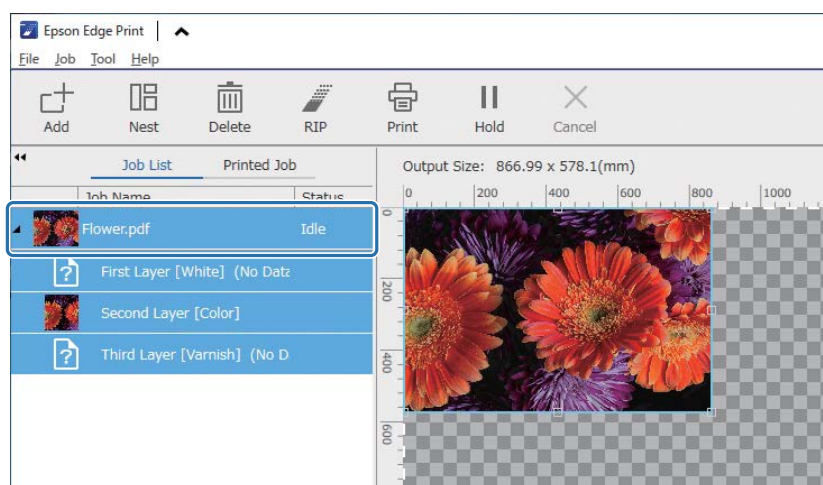 Epson Edge Print
File Job Tool Help
Add Nest Delete RIP Print Hold Cancel
Job List Printed Job
Output Size: 866.99 x 578.1(mm)
Job Name Status
0 200 400 600 800 1000
0
200
400
600
Flower.pdf Idle
First Layer [White] (No Data
Second Layer [Color]
Third Layer [Varnish] (No D